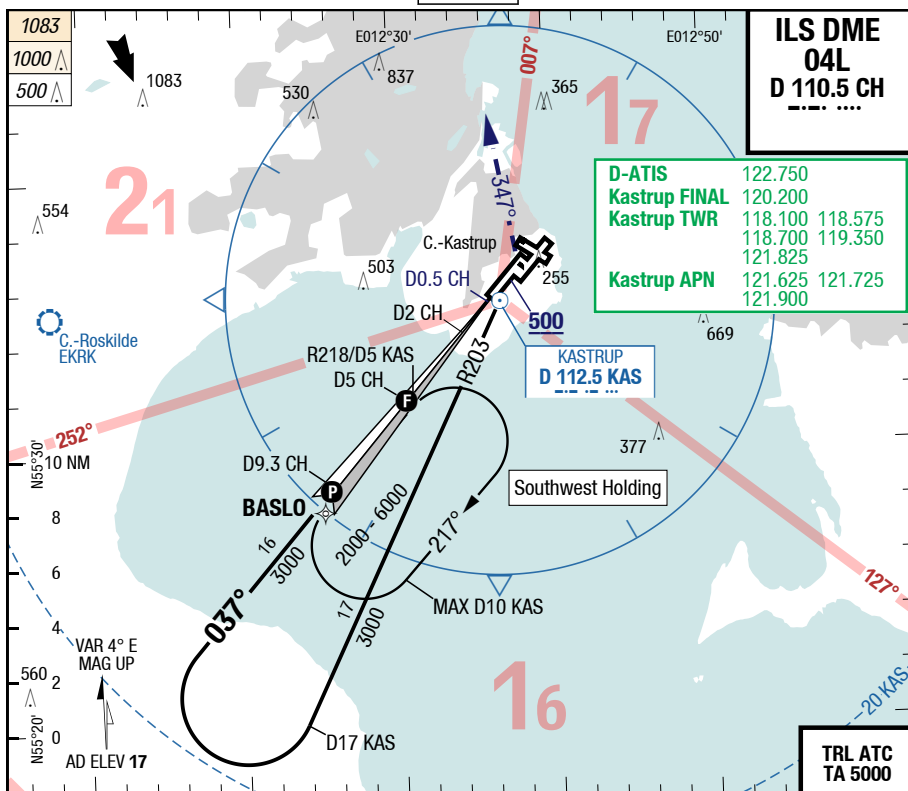 1083
1000
500
1083
837
530
554
503
365
255
669
377
560
E012°30'
E012°50'
ILS DME
04L
D 110.5 CH
21
17
16
007°
347°
252°
127°
D-ATIS 122.750
Kastrup FINAL 120.200
Kastrup TWR 118.100 118.575
118.700 119.350
121.825
Kastrup APN 121.625 121.725
121.900
C.-Kastrup
D0.5 CH
D2 CH
R218/D5 KAS
D5 CH
F
D9.3 CH
P
BASLO
C.-Roskilde
EKRK
500
KASTRUP
D 112.5 KAS
R203
Southwest Holding
2000 - 6000
217°
MAX D10 KAS
16
3000
037°
17
3000
D17 KAS
20 KAS
N55°30'
10 NM
8
6
4
2
0
N55°20'
VAR 4° E
MAG UP
AD ELEV 17
TRL ATC
TA 5000